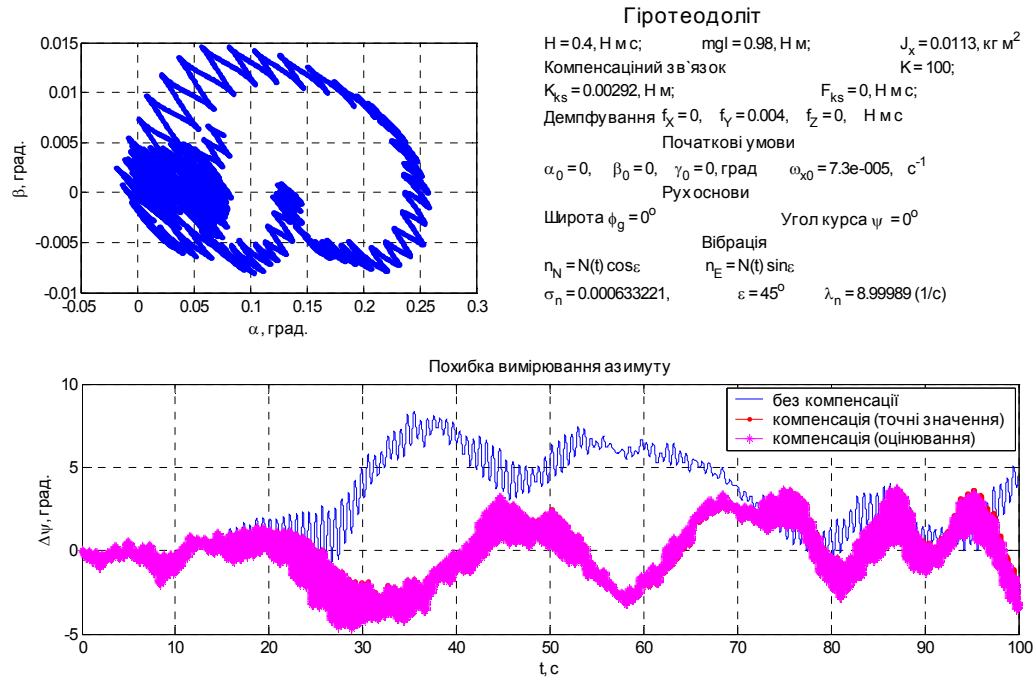 Гіротеодоліт
H = 0.4, Н м с; mgl = 0.98, Н м; J_x = 0.0113, кг м²
Компенсаціний зв`язок K = 100;
K_ks = 0.00292, Н м; F_ks = 0, Н м с;
Демпфування f_X = 0, f_Y = 0.004, f_Z = 0, Н м с
Початкові умови
α_0 = 0, β_0 = 0, γ_0 = 0, град ω_x0 = 7.3e-005, с⁻¹
Рух основи
Широта ϕ_g = 0° Угол курса ψ = 0°
Вібрація
n_N = N(t) cosε n_E = N(t) sinε
σ_n = 0.000633221, ε = 45° λ_n = 8.99989 (1/с)
0.015
0.01
0.005
0
-0.005
-0.01
β, град.
-0.05 0 0.05 0.1 0.15 0.2 0.25 0.3
α, град.
Похибка вимірювання азимуту
10
5
0
-5
Δψ, град.
без компенсації
компенсація (точні значення)
компенсація (оцінювання)
0 10 20 30 40 50 60 70 80 90 100
t, с